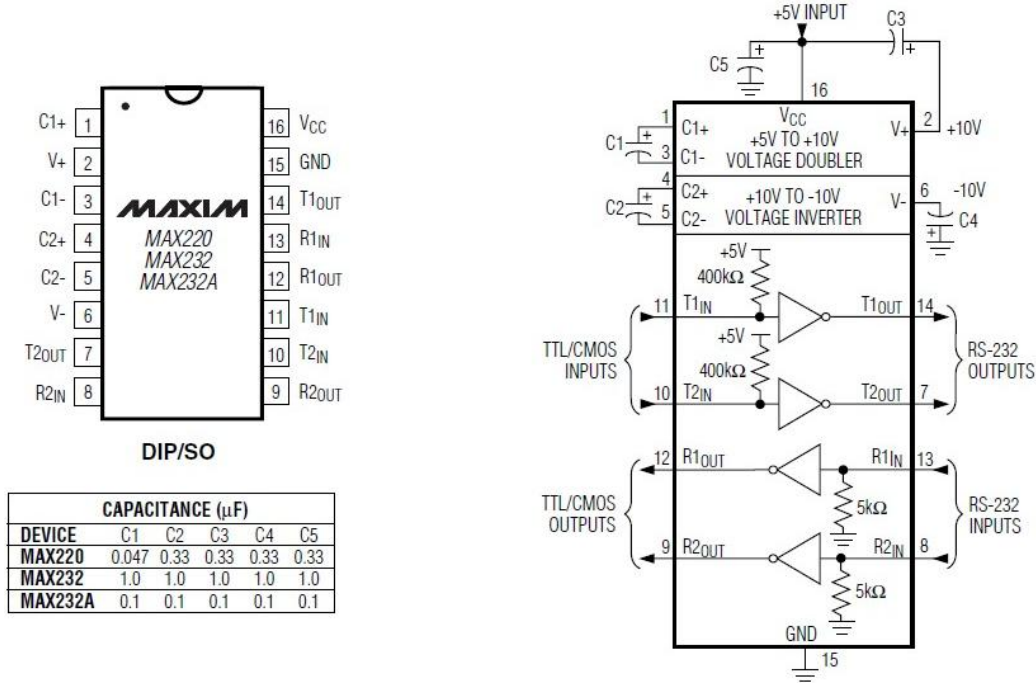 C1+ 1
V+ 2
C1- 3
C2+ 4
C2- 5
V- 6
T2OUT 7
R2IN 8
MAXIM
MAX220
MAX232
MAX232A
16 VCC
15 GND
14 T1OUT
13 R1IN
12 R1OUT
11 T1IN
10 T2IN
9 R2OUT
DIP/SO
CAPACITANCE (µF)
DEVICE C1 C2 C3 C4 C5
MAX220 0.047 0.33 0.33 0.33 0.33
MAX232 1.0 1.0 1.0 1.0 1.0
MAX232A 0.1 0.1 0.1 0.1 0.1
+5V INPUT
C3
+
C5
+
16
VCC
1 C1+
C1 +
3 C1-
+5V TO +10V
VOLTAGE DOUBLER
V+ 2 +10V
4 C2+
C2 +
5 C2-
+10V TO -10V
VOLTAGE INVERTER
V- 6 -10V
C4
+
+5V
400kΩ
11 T1IN
T1OUT 14
TTL/CMOS
INPUTS
+5V
400kΩ
RS-232
OUTPUTS
10 T2IN
T2OUT 7
12 R1OUT
R1IN 13
TTL/CMOS
OUTPUTS
5kΩ
RS-232
INPUTS
9 R2OUT
R2IN 8
5kΩ
GND
15